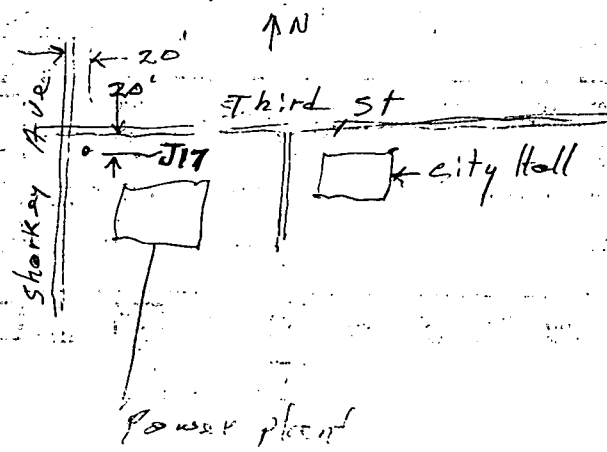 N
20'
20'
Third St
Sharkey Ave
J17
City Hall
Power plant